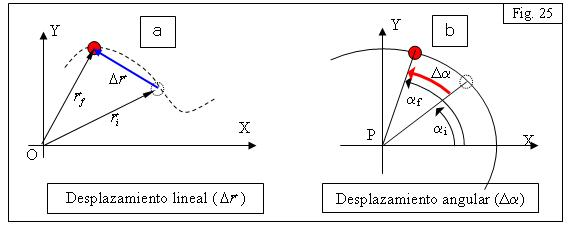 Fig. 25
Y
a
Δr
r_f
r_i
X
O
Desplazamiento lineal (Δr)
Y
b
Δα
α_f
α_i
P
X
Desplazamiento angular (Δα)